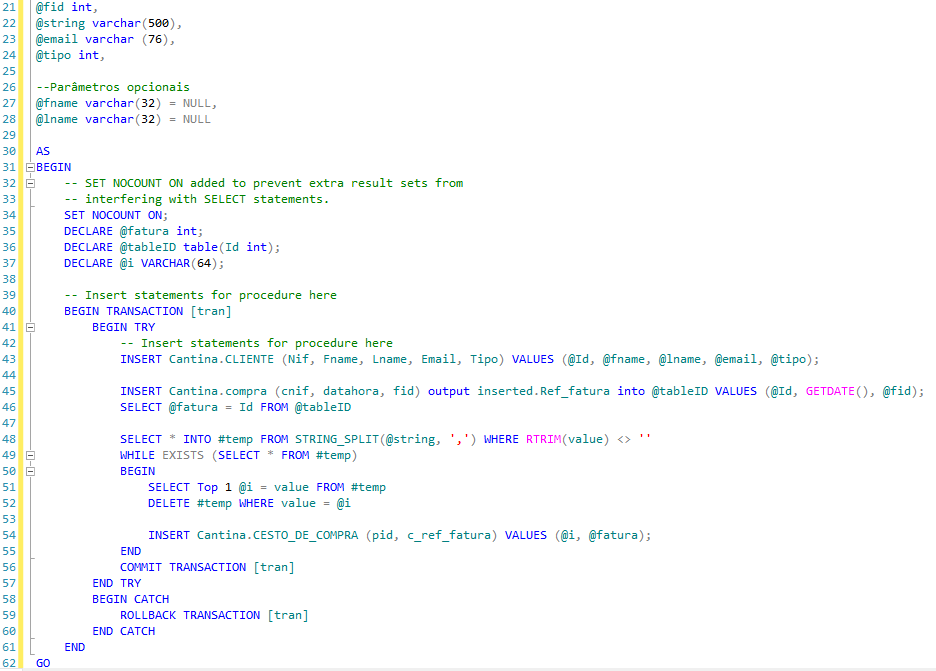 21 @fid int,
22 @string varchar(500),
23 @email varchar (76),
24 @tipo int,
25
26 --Parâmetros opcionais
27 @fname varchar(32) = NULL,
28 @lname varchar(32) = NULL
29
30 AS
31 BEGIN
32 -- SET NOCOUNT ON added to prevent extra result sets from
33 -- interfering with SELECT statements.
34 SET NOCOUNT ON;
35 DECLARE @fatura int;
36 DECLARE @tableID table(Id int);
37 DECLARE @i VARCHAR(64);
38
39 -- Insert statements for procedure here
40 BEGIN TRANSACTION [tran]
41 BEGIN TRY
42 -- Insert statements for procedure here
43 INSERT Cantina.CLIENTE (Nif, Fname, Lname, Email, Tipo) VALUES (@Id, @fname, @lname, @email, @tipo);
44
45 INSERT Cantina.compra (cnif, datahora, fid) output inserted.Ref_fatura into @tableID VALUES (@Id, GETDATE(), @fid);
46 SELECT @fatura = Id FROM @tableID
47
48 SELECT * INTO #temp FROM STRING_SPLIT(@string, ',') WHERE RTRIM(value) <> ''
49 WHILE EXISTS (SELECT * FROM #temp)
50 BEGIN
51 SELECT Top 1 @i = value FROM #temp
52 DELETE #temp WHERE value = @i
53
54 INSERT Cantina.CESTO_DE_COMPRA (pid, c_ref_fatura) VALUES (@i, @fatura);
55 END
56 COMMIT TRANSACTION [tran]
57 END TRY
58 BEGIN CATCH
59 ROLLBACK TRANSACTION [tran]
60 END CATCH
61 END
62 GO